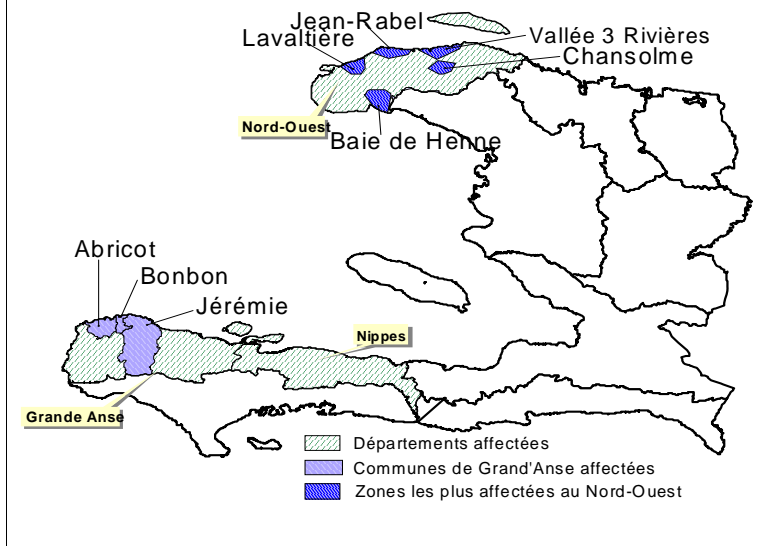 Jean-Rabel
Lavaltière
Vallée 3 Rivières
Chansolme
Nord-Ouest
Baie de Henne
Abricot
Bonbon
Jérémie
Nippes
Grande Anse
Départements affectées
Communes de Grand'Anse affectées
Zones les plus affectées au Nord-Ouest